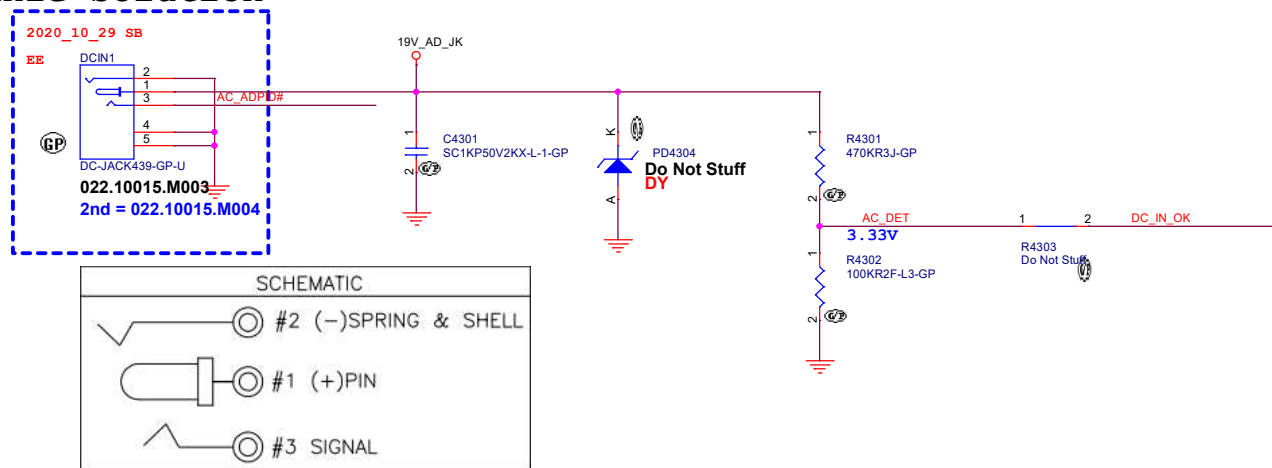 2020_10_29 SB
EE
DCIN1
2
1
3
4
5
AC_ADPID#
GP
DC-JACK439-GP-U
022.10015.M003
2nd = 022.10015.M004
19V_AD_JK
1
C4301
SC1KP50V2KX-L-1-GP
2
G/P
K
PD4304
Do Not Stuff
DY
A
1
R4301
470KR3J-GP
2
G/P
AC_DET
3.33V
1
2
DC_IN_OK
R4303
Do Not Stuff
1
R4302
100KR2F-L3-GP
2
G/P
SCHEMATIC
#2 (-)SPRING & SHELL
#1 (+)PIN
#3 SIGNAL